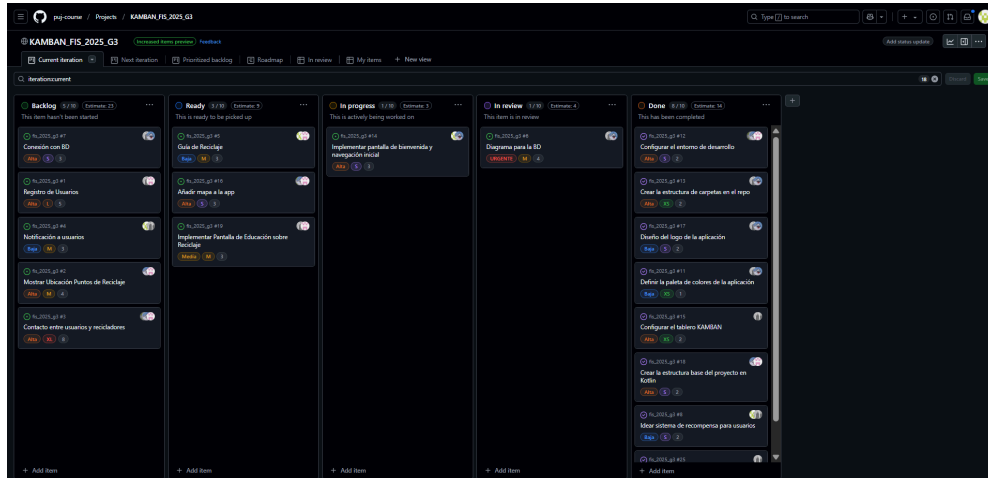 puj-course / Projects / KAMBAN_FIS_2025_G3
Type / to search
KAMBAN_FIS_2025_G3 Increased items preview Feedback
Add status update
Current iteration Next iteration Prioritized backlog Roadmap In review My items + New view
iteration:current
Discard Save
Backlog 5 / 10 Estimate: 23
This item hasn't been started
fis_2025_g3 #7
Conexión con BD
Alta S 3
fis_2025_g3 #1
Registro de Usuarios
Alta L 5
fis_2025_g3 #4
Notificación a usuarios
Baja M 3
fis_2025_g3 #2
Mostrar Ubicación Puntos de Reciclaje
Alta M 4
fis_2025_g3 #3
Contacto entre usuarios y recicladores
Alta XL 8
+ Add item
Ready 3 / 10 Estimate: 9
This is ready to be picked up
fis_2025_g3 #5
Guía de Reciclaje
Baja M 3
fis_2025_g3 #16
Añadir mapa a la app
Alta S 3
fis_2025_g3 #19
Implementar Pantalla de Educación sobre
Reciclaje
Media M 3
+ Add item
In progress 1 / 10 Estimate: 3
This is actively being worked on
fis_2025_g3 #14
Implementar pantalla de bienvenida y
navegación inicial
Alta S 3
+ Add item
In review 1 / 10 Estimate: 4
This item is in review
fis_2025_g3 #8
Diagrama para la BD
URGENTE M 4
+ Add item
Done 8 / 10 Estimate: 14
This has been completed
fis_2025_g3 #12
Configurar el entorno de desarrollo
Alta S 2
fis_2025_g3 #13
Crear la estructura de carpetas en el repo
Alta XS 2
fis_2025_g3 #17
Diseño del logo de la aplicación
Baja S 2
fis_2025_g3 #11
Definir la paleta de colores de la aplicación
Baja XS 1
fis_2025_g3 #15
Configurar el tablero KAMBAN
Alta XS 2
fis_2025_g3 #18
Crear la estructura base del proyecto en
Kotlin
Alta S 2
fis_2025_g3 #9
Idear sistema de recompensa para usuarios
Baja S 2
fis_2025_g3 #25
+ Add item